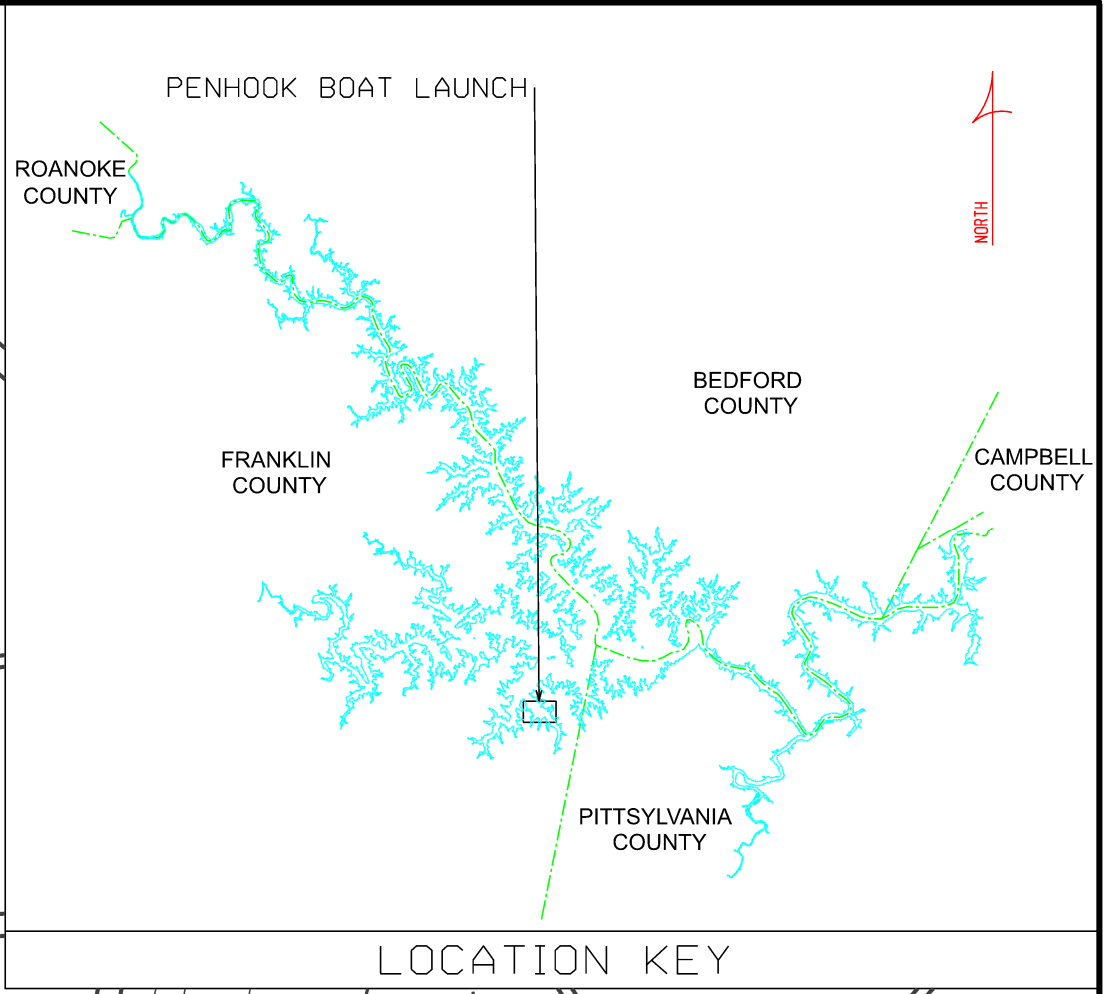 PENHOOK BOAT LAUNCH
ROANOKE
COUNTY
NORTH
BEDFORD
COUNTY
FRANKLIN
COUNTY
CAMPBELL
COUNTY
PITTSYLVANIA
COUNTY
LOCATION KEY